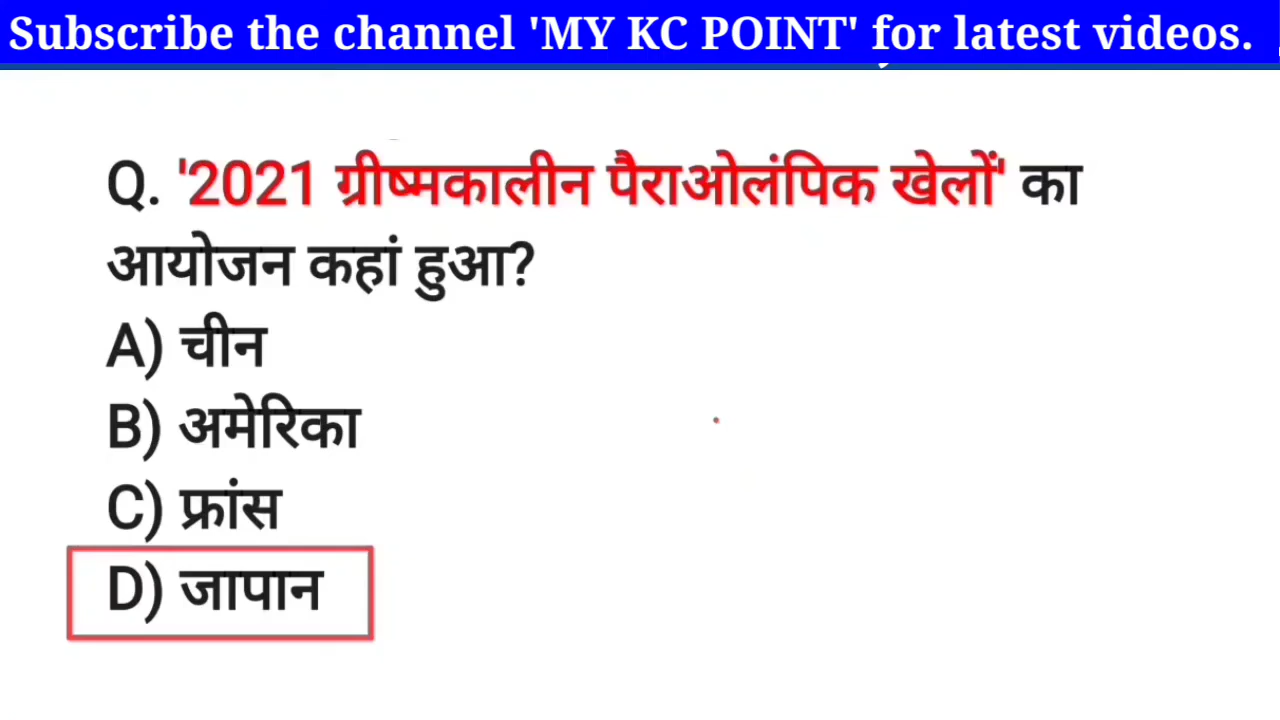 Subscribe the channel 'MY KC POINT' for latest videos.
Q. '2021 ग्रीष्मकालीन पैराओलंपिक खेलों' का
आयोजन कहां हुआ?
A) चीन
B) अमेरिका
C) फ्रांस
D) जापान